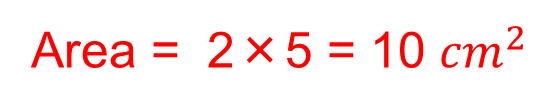 Area = 2 × 5 = 10 cm²